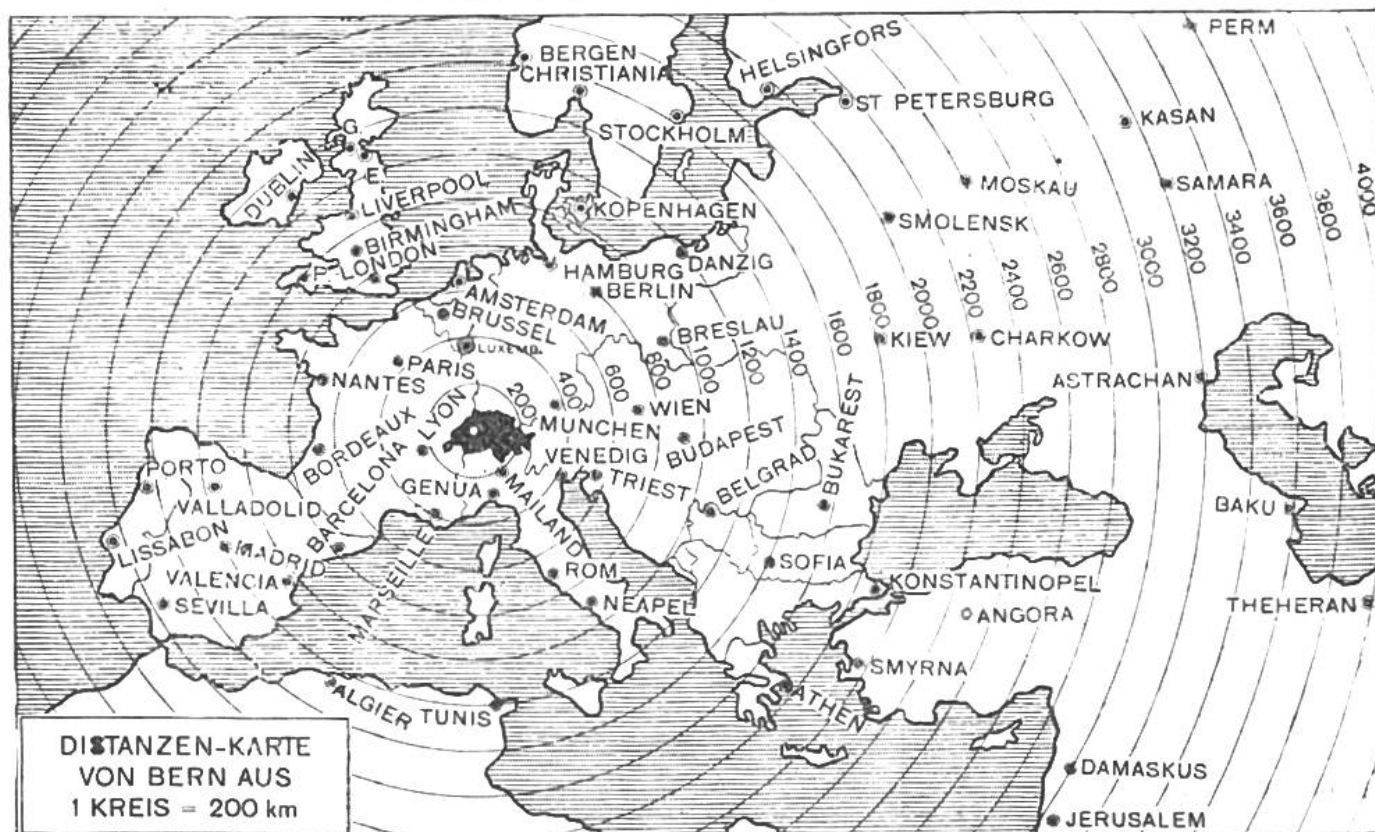 PERM
BERGEN
CHRISTIANIA
HELSINGFORS
ST PETERSBURG
KASAN
STOCKHOLM
G.
E.
DUBLIN
LIVERPOOL
MOSKAU
SAMARA
KOPENHAGEN
SMOLENSK
BIRMINGHAM
P.
LONDON
HAMBURG
DANZIG
BERLIN
AMSTERDAM
BRUSSEL
LUXEMB.
BRESLAU
KIEW
CHARKOW
PARIS
NANTES
ASTRACHAN
200
400
600
800
1000
1200
1400
1600
1800
2000
2200
2400
2600
2800
3000
3200
3400
3600
3800
4000
WIEN
MUNCHEN
LYON
BORDEAUX
BUDAPEST
VENEDIG
TRIEST
BELGRAD
BUKAREST
PORTO
VALLADOLID
BARCELONA
GENUA
MAILAND
MARSEILLE
BAKU
LISSABON
MADRID
VALENCIA
SEVILLA
ROM
NEAPEL
SOFIA
KONSTANTINOPEL
ANGORA
THEHERAN
SMYRNA
ATHEN
ALGIER
TUNIS
DAMASKUS
JERUSALEM
DISTANZEN-KARTE
VON BERN AUS
1 KREIS = 200 km